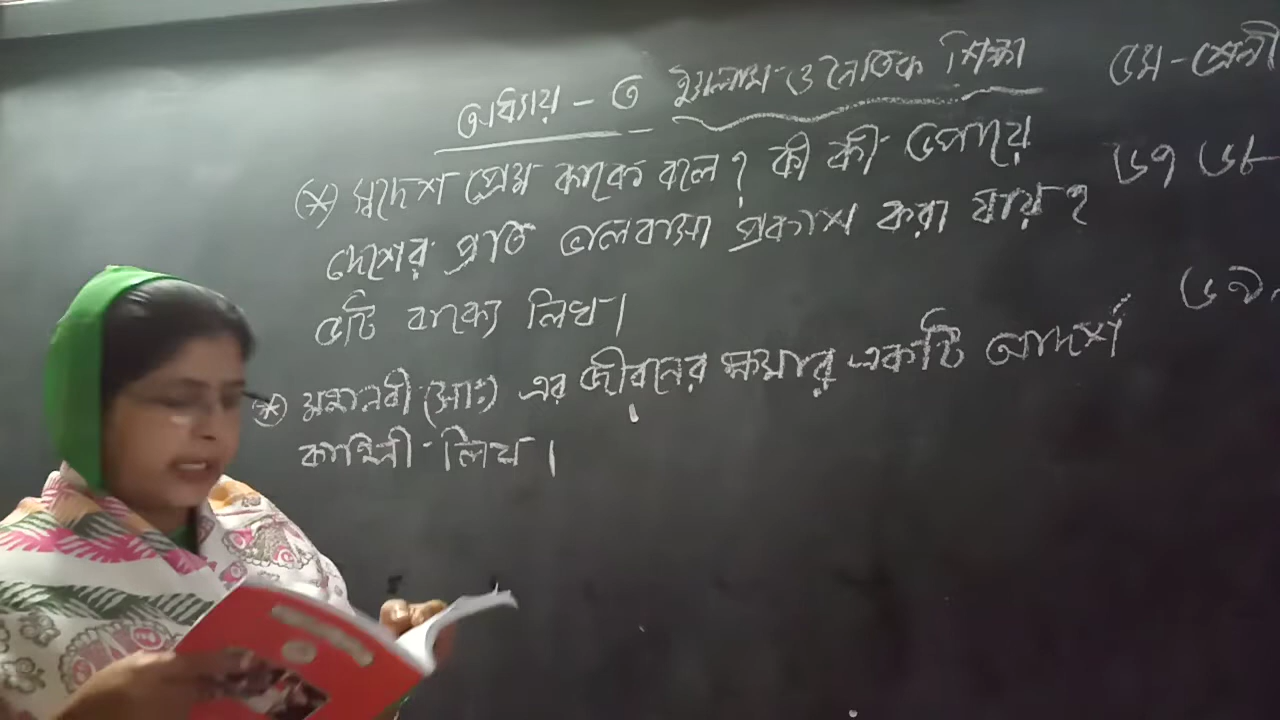 অধ্যায় - ৩ ইসলাম ও নৈতিক শিক্ষা ৫ম - শ্রেণী
(*) স্বদেশ প্রেম কাকে বলে? কী কী উপায়ে ৬৭ ৬৮
দেশের প্রতি ভালবাসা প্রকাশ করা যায়?
৫টি বাক্যে লিখ। ৬৯
(*) মহানবী (সাঃ) এর জীবনের ক্ষমার একটি আদর্শ
কাহিনী লিখ।